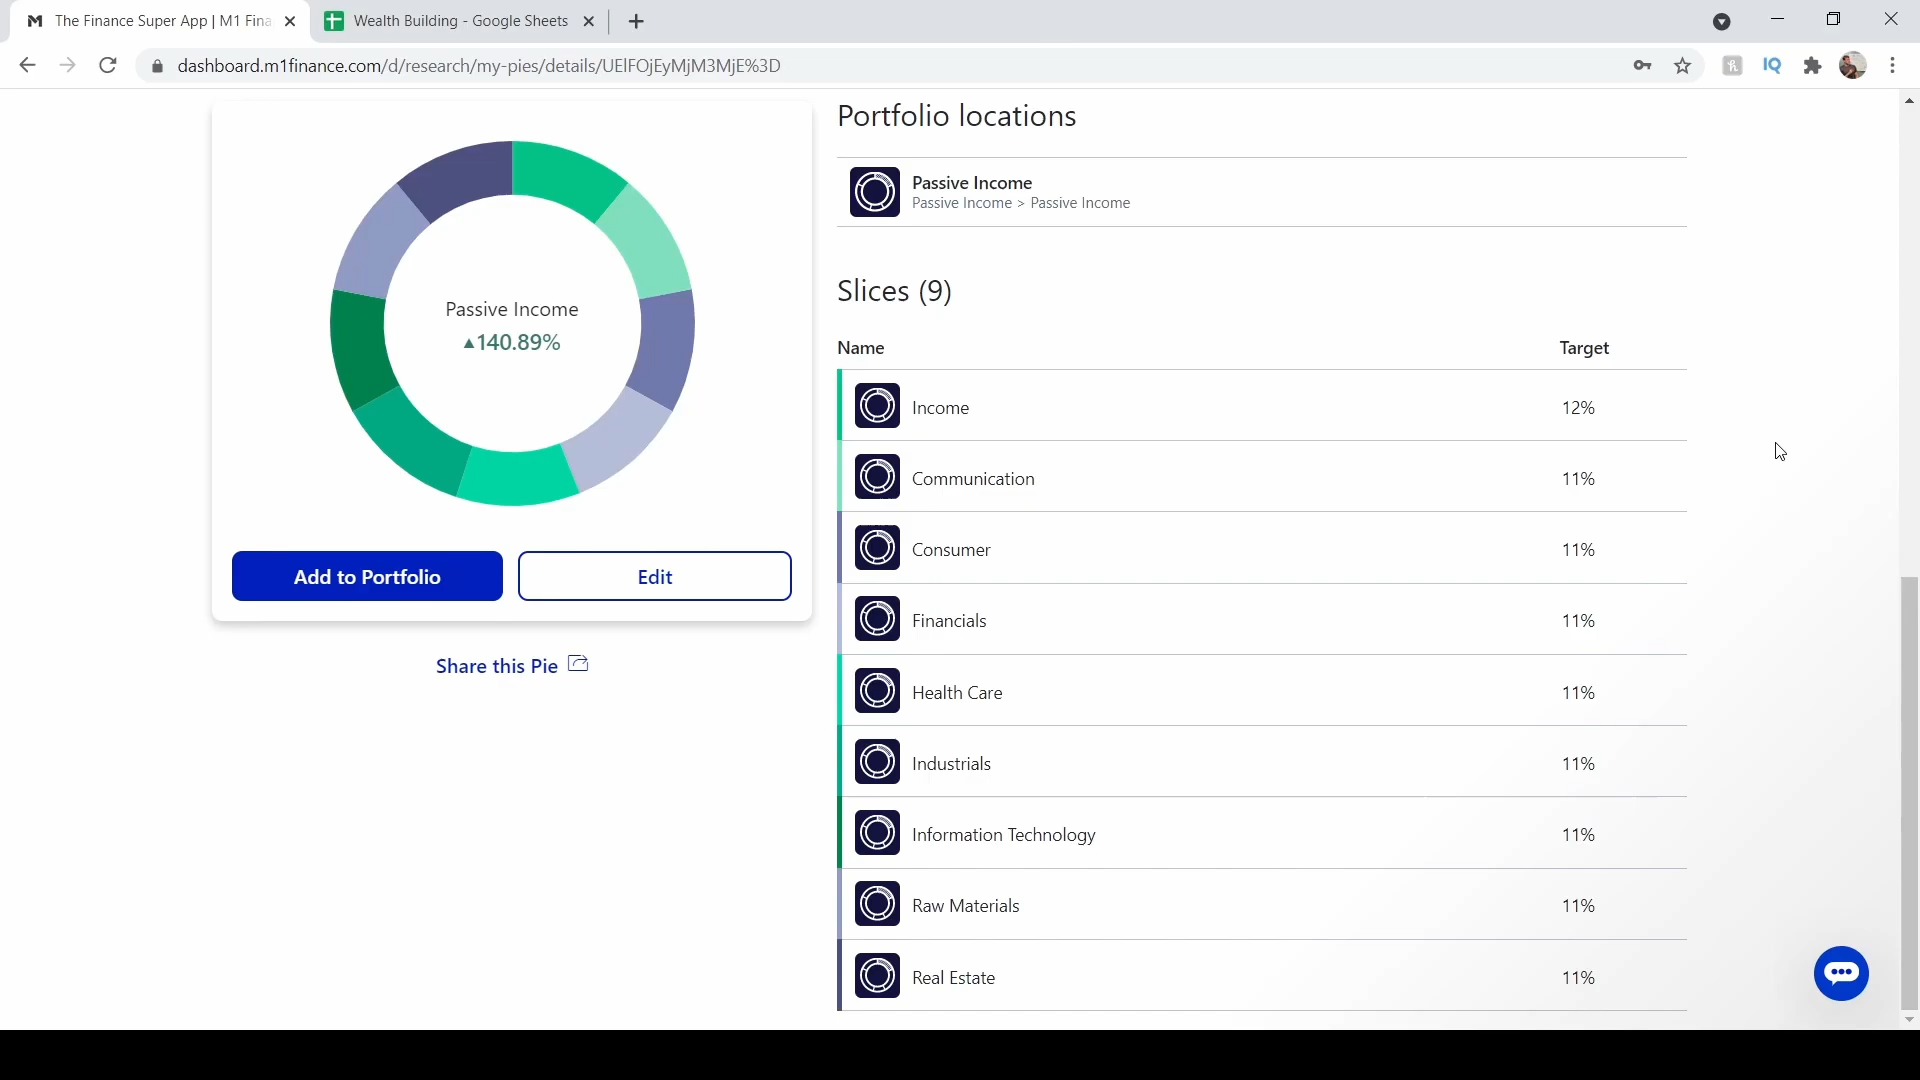 The Finance Super App | M1 Fina
Wealth Building - Google Sheets
dashboard.m1finance.com/d/research/my-pies/details/UElFOjEyMjM3MjE%3D
IQ
Passive Income
▲140.89%
Add to Portfolio
Edit
Share this Pie
Portfolio locations
Passive Income
Passive Income > Passive Income
Slices (9)
Name Target
Income 12%
Communication 11%
Consumer 11%
Financials 11%
Health Care 11%
Industrials 11%
Information Technology 11%
Raw Materials 11%
Real Estate 11%